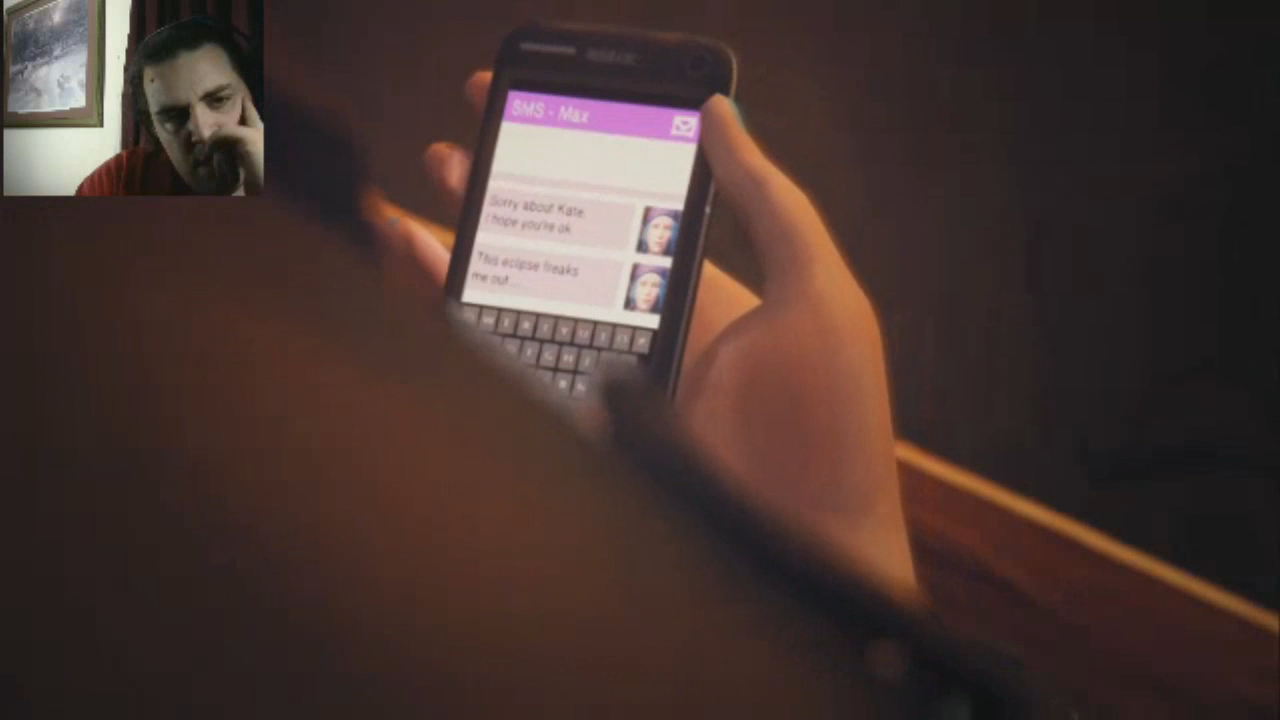 SMS - Max
Sorry about Kate
I hope you're ok
This eclipse freaks
me out...